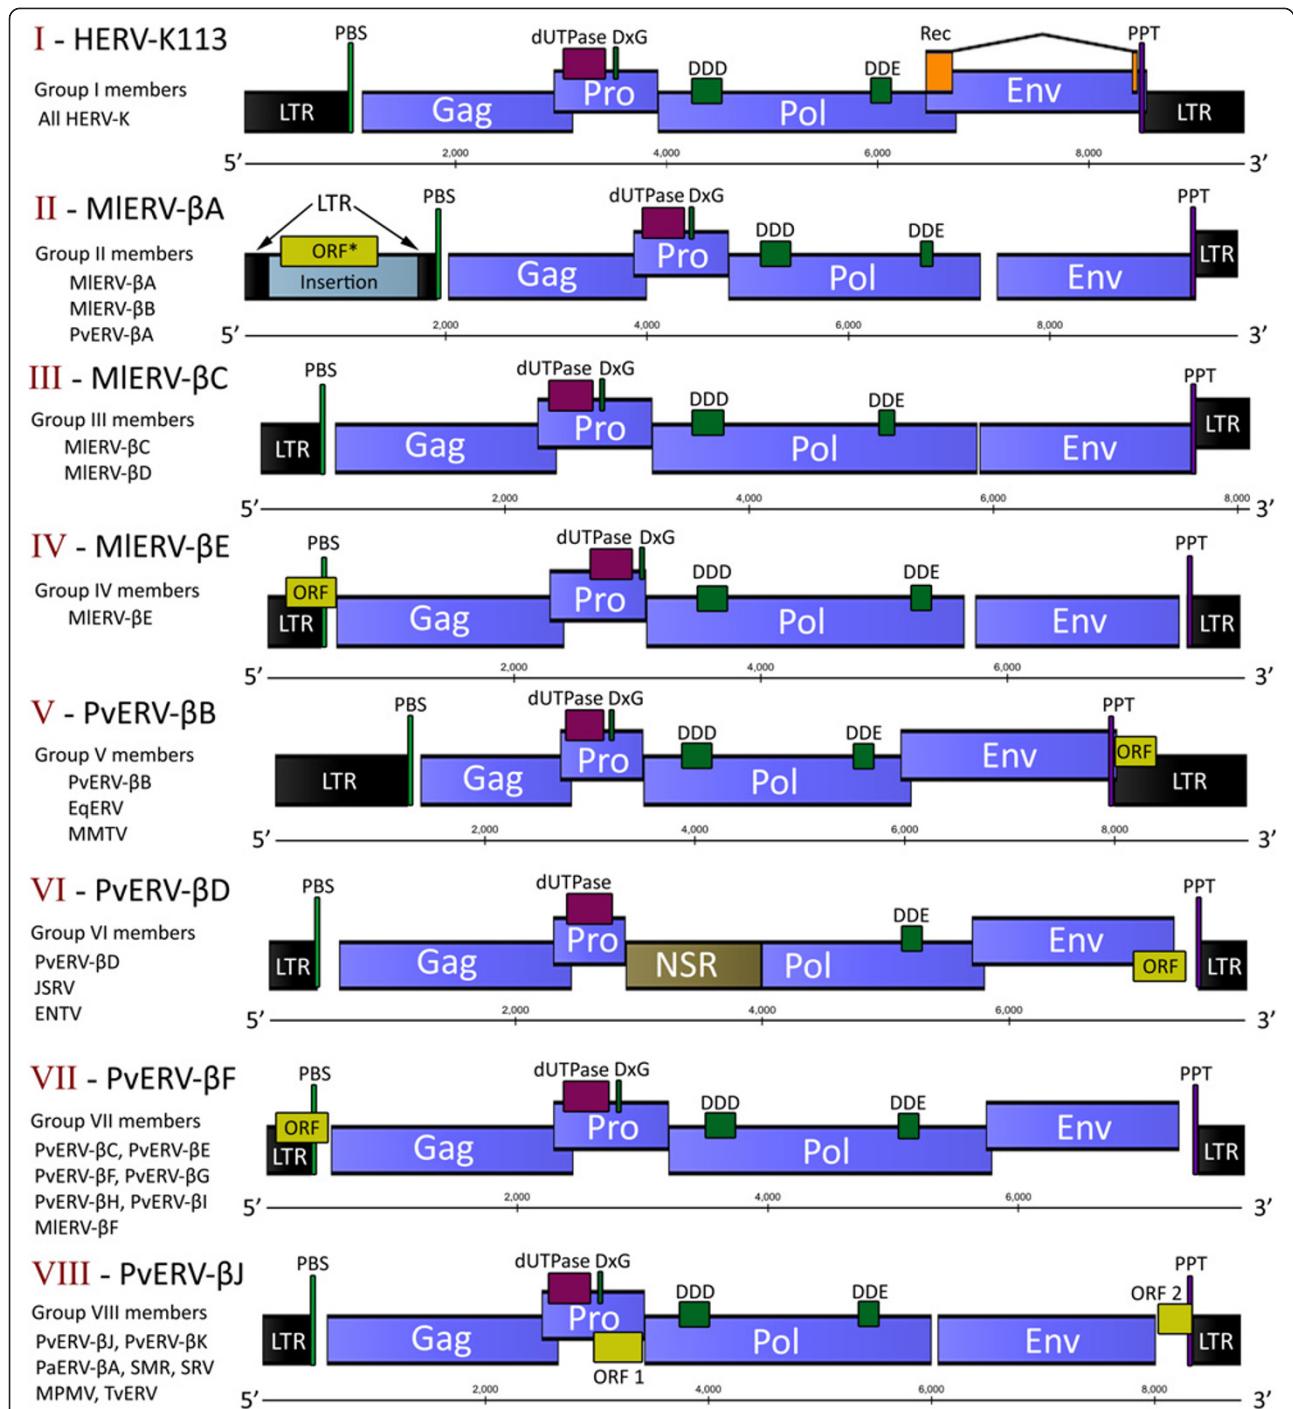 I - HERV-K113
Group I members
All HERV-K
PBS
dUTPase DxG
DDD
DDE
Rec
PPT
LTR
Gag
Pro
Pol
Env
LTR
5’
2,000
4,000
6,000
8,000
3’
II - MlERV-βA
Group II members
MlERV-βA
MlERV-βB
PvERV-βA
LTR
ORF*
Insertion
PBS
dUTPase DxG
DDD
DDE
PPT
Gag
Pro
Pol
Env
LTR
5’
2,000
4,000
6,000
8,000
3’
III - MlERV-βC
Group III members
MlERV-βC
MlERV-βD
PBS
dUTPase DxG
DDD
DDE
PPT
LTR
Gag
Pro
Pol
Env
LTR
5’
2,000
4,000
6,000
8,000
3’
IV - MlERV-βE
Group IV members
MlERV-βE
PBS
dUTPase DxG
DDD
DDE
PPT
ORF
LTR
Gag
Pro
Pol
Env
LTR
5’
2,000
4,000
6,000
3’
V - PvERV-βB
Group V members
PvERV-βB
EqERV
MMTV
PBS
dUTPase DxG
DDD
DDE
PPT
LTR
Gag
Pro
Pol
Env
ORF
LTR
5’
2,000
4,000
6,000
8,000
3’
VI - PvERV-βD
Group VI members
PvERV-βD
JSRV
ENTV
PBS
dUTPase
DDE
PPT
LTR
Gag
Pro
NSR
Pol
Env
ORF
LTR
5’
2,000
4,000
6,000
3’
VII - PvERV-βF
Group VII members
PvERV-βC, PvERV-βE
PvERV-βF, PvERV-βG
PvERV-βH, PvERV-βI
MlERV-βF
PBS
dUTPase DxG
DDD
DDE
PPT
ORF
LTR
Gag
Pro
Pol
Env
LTR
5’
2,000
4,000
6,000
3’
VIII - PvERV-βJ
Group VIII members
PvERV-βJ, PvERV-βK
PaERV-βA, SMR, SRV
MPMV, TvERV
PBS
dUTPase DxG
DDD
DDE
ORF 2
PPT
LTR
Gag
Pro
ORF 1
Pol
Env
LTR
5’
2,000
4,000
6,000
8,000
3’